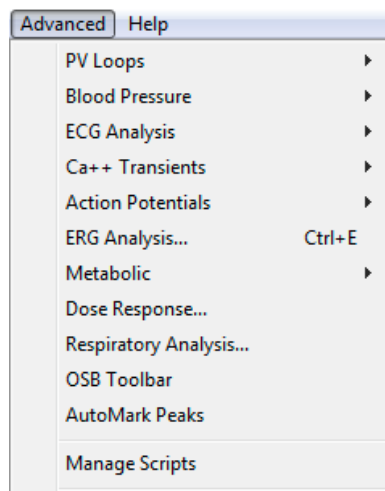 Advanced Help
PV Loops
Blood Pressure
ECG Analysis
Ca++ Transients
Action Potentials
ERG Analysis... Ctrl+E
Metabolic
Dose Response...
Respiratory Analysis...
OSB Toolbar
AutoMark Peaks
Manage Scripts